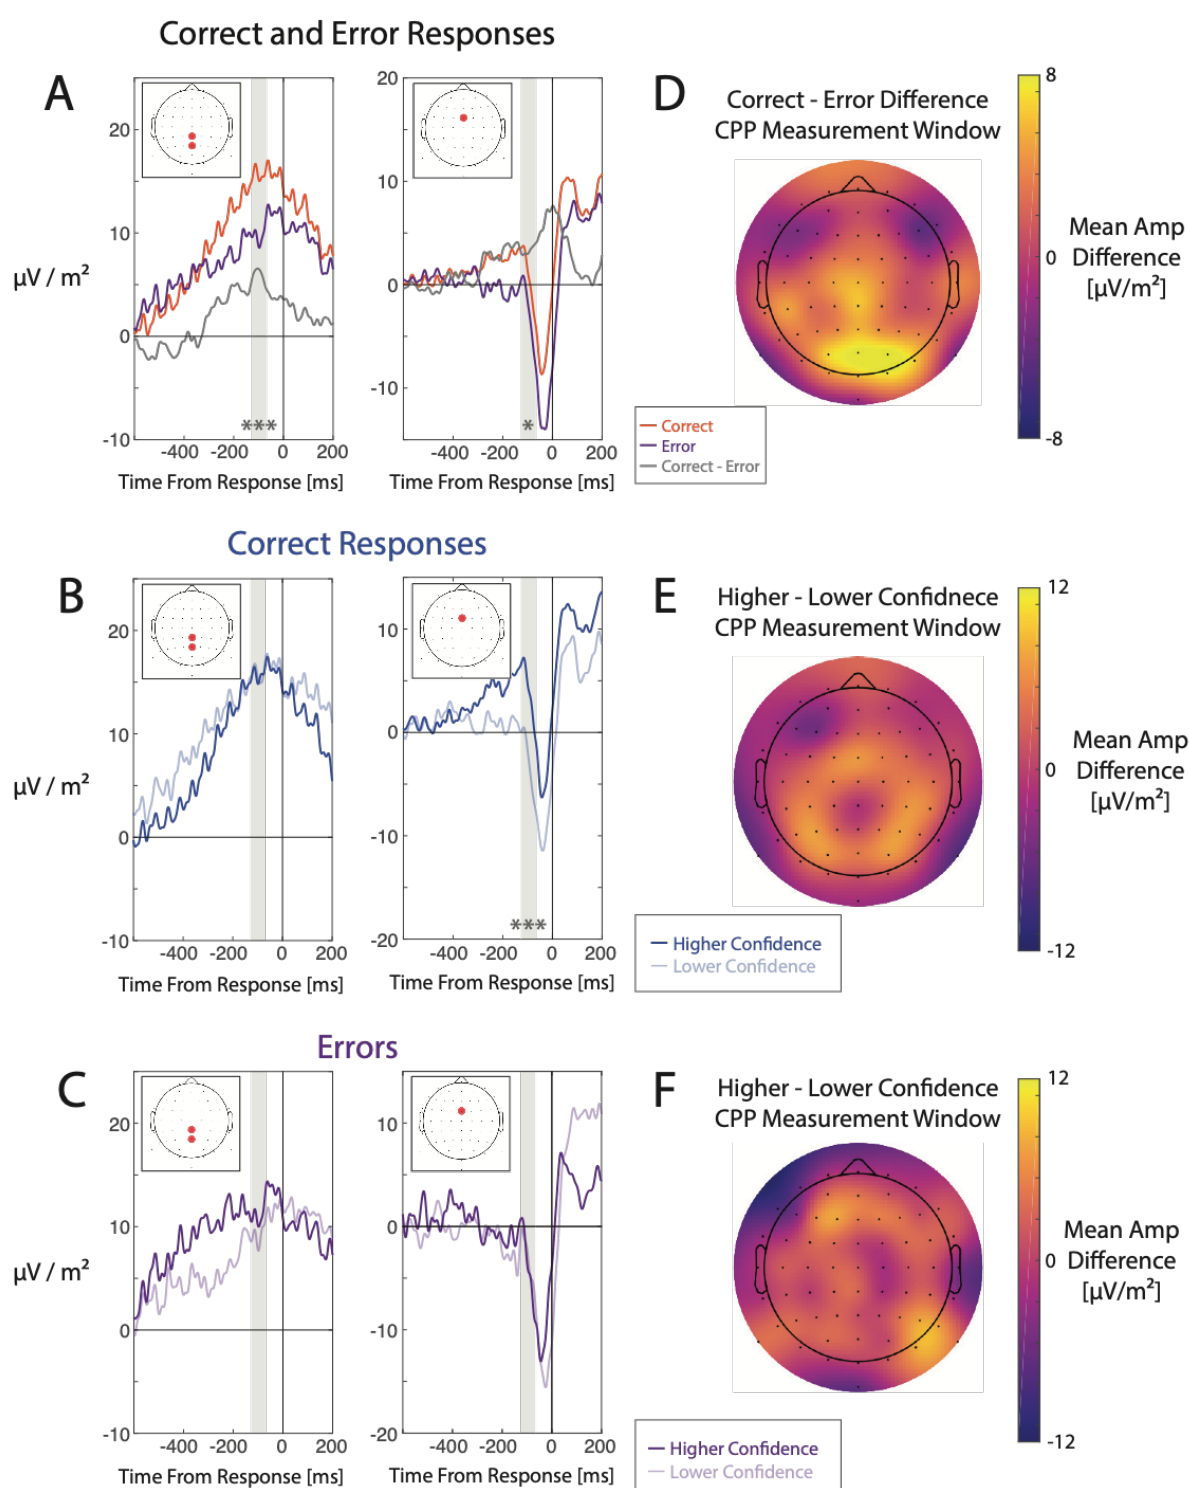 Correct and Error Responses
A
20
10
0
-10
µV / m²
***
-400
-200
0
200
Time From Response [ms]
20
10
0
-10
*
-400
-200
0
200
Time From Response [ms]
D
Correct - Error Difference
CPP Measurement Window
8
0
-8
Mean Amp
Difference
[µV/m²]
Correct
Error
Correct - Error
Correct Responses
B
20
10
0
-10
µV / m²
-400
-200
0
200
Time From Response [ms]
10
0
-10
-20
***
-400
-200
0
200
Time From Response [ms]
E
Higher - Lower Confidnece
CPP Measurement Window
12
0
-12
Mean Amp
Difference
[µV/m²]
Higher Confidence
Lower Confidence
Errors
C
20
10
0
-10
µV / m²
-400
-200
0
200
Time From Response [ms]
10
0
-10
-20
-400
-200
0
200
Time From Response [ms]
F
Higher - Lower Confidence
CPP Measurement Window
12
0
-12
Mean Amp
Difference
[µV/m²]
Higher Confidence
Lower Confidence